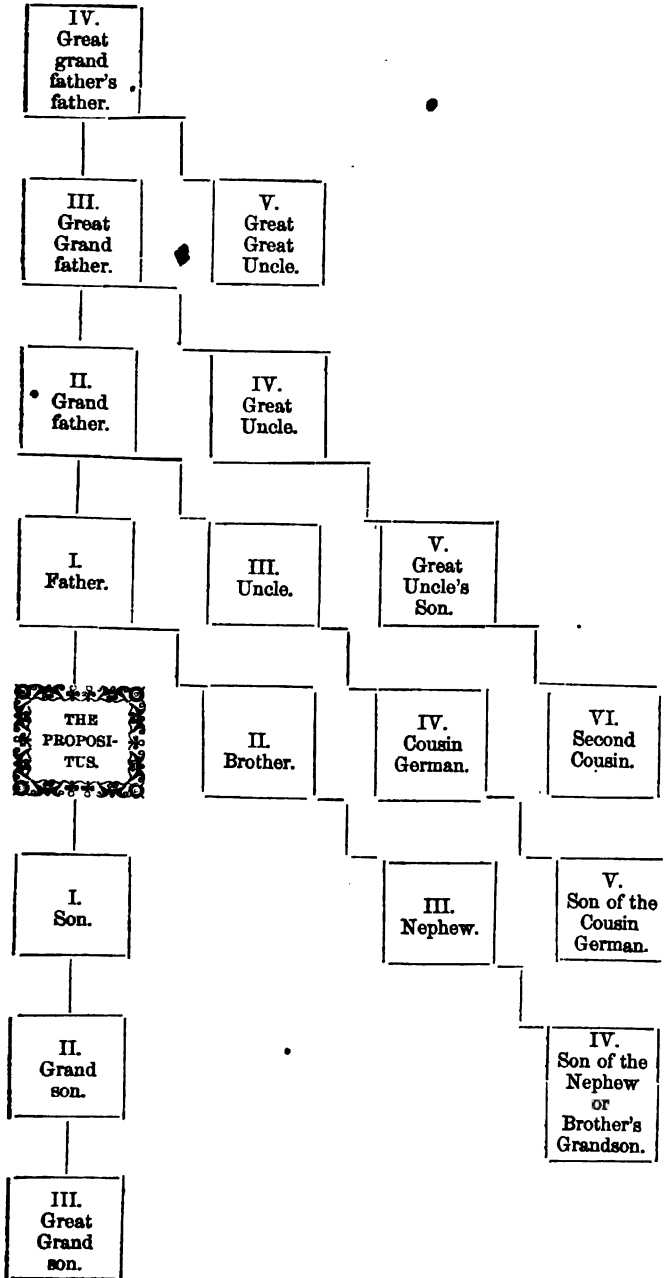 IV.
Great
grand
father's
father.
III.
Great
Grand
father.
V.
Great
Great
Uncle.
II.
Grand
father.
IV.
Great
Uncle.
I.
Father.
III.
Uncle.
V.
Great
Uncle's
Son.
THE
PROPOSI-
TUS.
II.
Brother.
IV.
Cousin
German.
VI.
Second
Cousin.
I.
Son.
III.
Nephew.
V.
Son of the
Cousin
German.
II.
Grand
son.
IV.
Son of the
Nephew
or
Brother's
Grandson.
III.
Great
Grand
son.